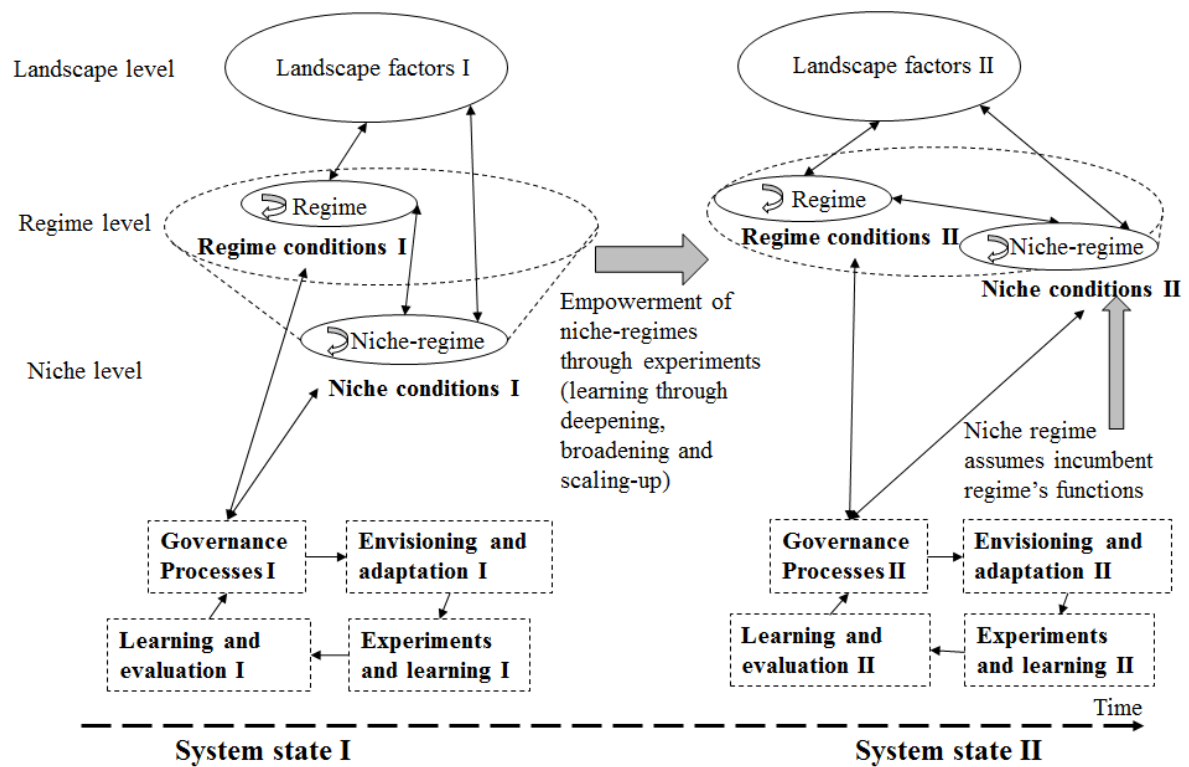 Landscape level
Landscape factors I
Landscape factors II
Regime level
Regime
Regime conditions I
Regime
Regime conditions II
Niche-regime
Niche conditions II
Niche level
Niche-regime
Niche conditions I
Empowerment of
niche-regimes
through experiments
(learning through
deepening,
broadening and
scaling-up)
Niche regime
assumes incumbent
regime's functions
Governance
Processes I
Envisioning and
adaptation I
Learning and
evaluation I
Experiments
and learning I
Governance
Processes II
Envisioning and
adaptation II
Learning and
evaluation II
Experiments
and learning II
Time
System state I
System state II